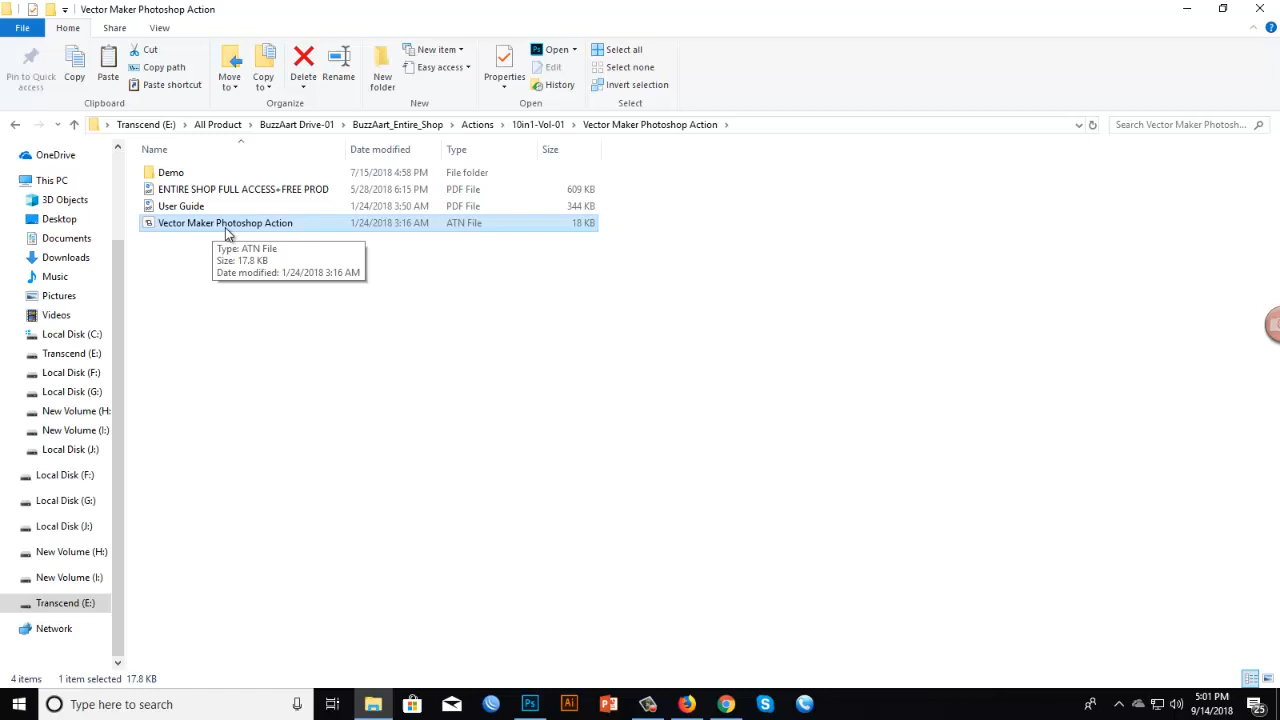 Vector Maker Photoshop Action
File Home Share View
Pin to Quick access
Copy
Paste
Cut
Copy path
Paste shortcut
Clipboard
Move to
Copy to
Delete
Rename
Organize
New folder
New item
Easy access
New
Properties
Open
Edit
History
Open
Select all
Select none
Invert selection
Select
Transcend (E:) All Product BuzzAart Drive-01 BuzzAart_Entire_Shop Actions 10in1-Vol-01 Vector Maker Photoshop Action
Search Vector Maker Photosh...
Name Date modified Type Size
Demo 7/15/2018 4:58 PM File folder
ENTIRE SHOP FULL ACCESS+FREE PROD 5/28/2018 6:15 PM PDF File 609 KB
User Guide 1/24/2018 3:50 AM PDF File 344 KB
Vector Maker Photoshop Action 1/24/2018 3:16 AM ATN File 18 KB
Type: ATN File
Size: 17.8 KB
Date modified: 1/24/2018 3:16 AM
OneDrive
This PC
3D Objects
Desktop
Documents
Downloads
Music
Pictures
Videos
Local Disk (C:)
Transcend (E:)
Local Disk (F:)
Local Disk (G:)
New Volume (H:
New Volume (I:)
Local Disk (J:)
Local Disk (F:)
Local Disk (G:)
Local Disk (J:)
New Volume (H:)
New Volume (I:)
Transcend (E:)
Network
4 items 1 item selected 17.8 KB
Type here to search
Ps
Ai
5:01 PM
9/14/2018
25